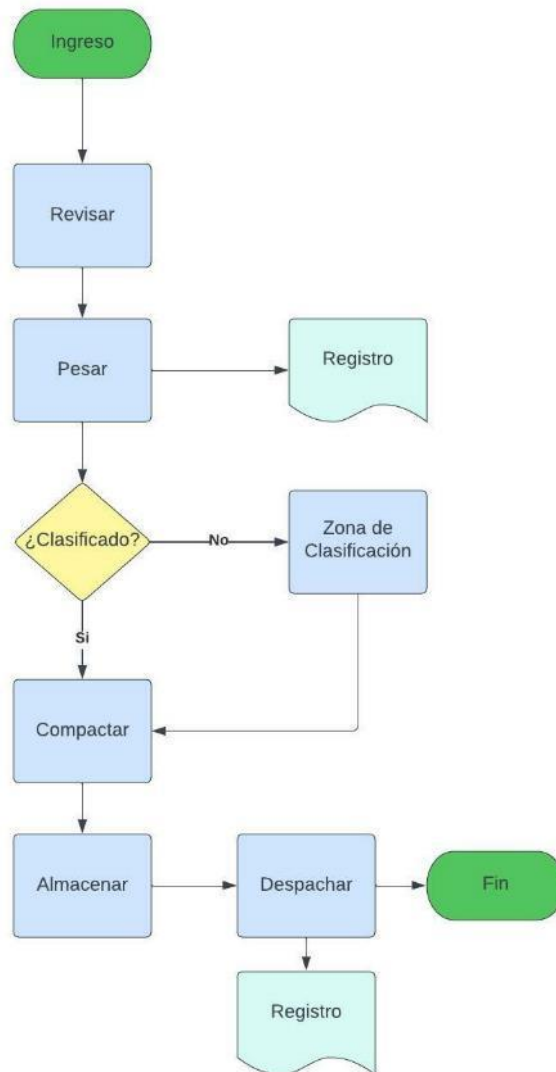 Ingreso
Revisar
Pesar
Registro
¿Clasificado?
No
Zona de
Clasificación
Si
Compactar
Almacenar
Despachar
Fin
Registro